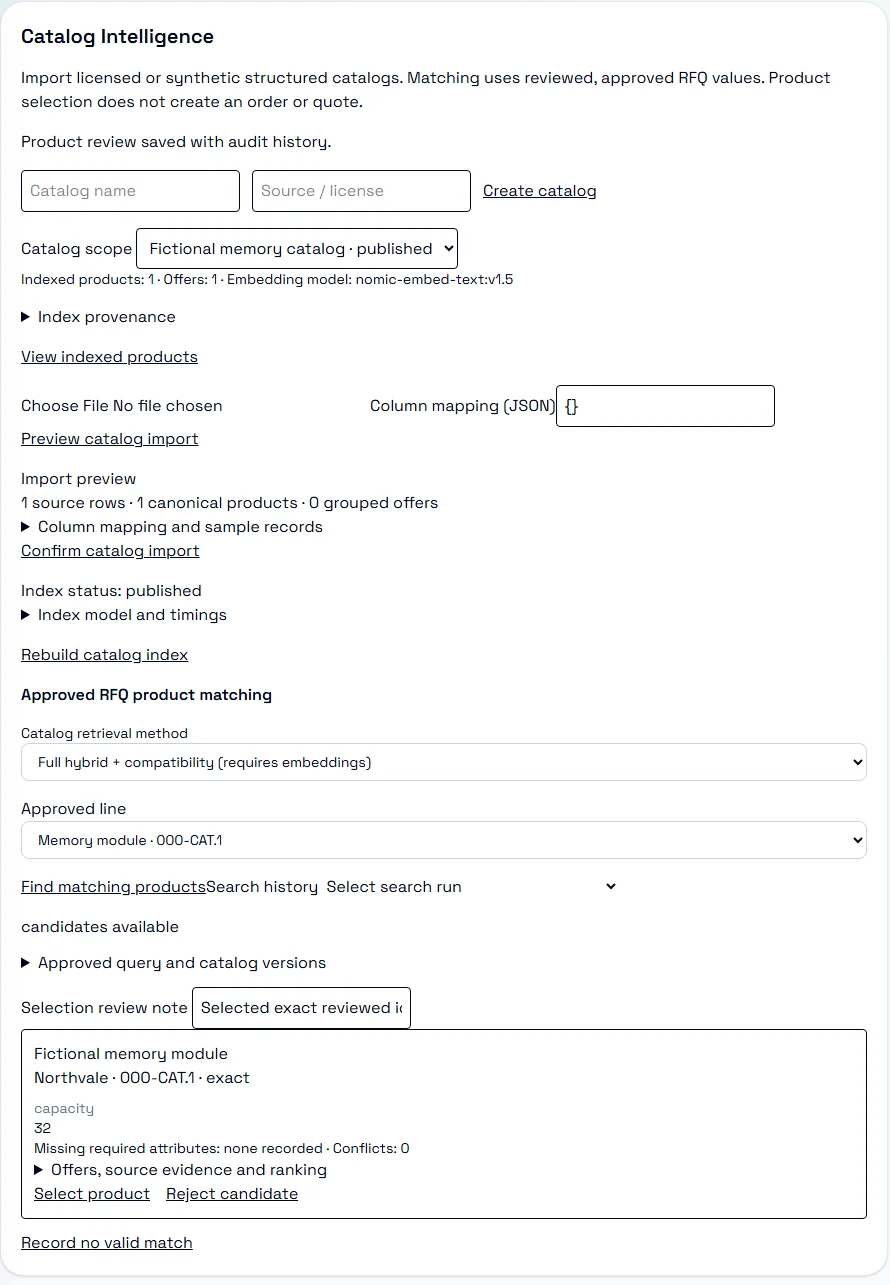 Catalog Intelligence
Import licensed or synthetic structured catalogs. Matching uses reviewed, approved RFQ values. Product
selection does not create an order or quote.
Product review saved with audit history.
Catalog name Source / license Create catalog
Catalog scope Fictional memory catalog · published
Indexed products: 1 · Offers: 1 · Embedding model: nomic-embed-text:v1.5
Index provenance
View indexed products
Choose File No file chosen Column mapping (JSON) {}
Preview catalog import
Import preview
1 source rows · 1 canonical products · 0 grouped offers
Column mapping and sample records
Confirm catalog import
Index status: published
Index model and timings
Rebuild catalog index
Approved RFQ product matching
Catalog retrieval method
Full hybrid + compatibility (requires embeddings)
Approved line
Memory module · 000-CAT.1
Find matching productsSearch history Select search run
candidates available
Approved query and catalog versions
Selection review note Selected exact reviewed
Fictional memory module
Northvale · 000-CAT.1 · exact
capacity
32
Missing required attributes: none recorded · Conflicts: 0
Offers, source evidence and ranking
Select product Reject candidate
Record no valid match